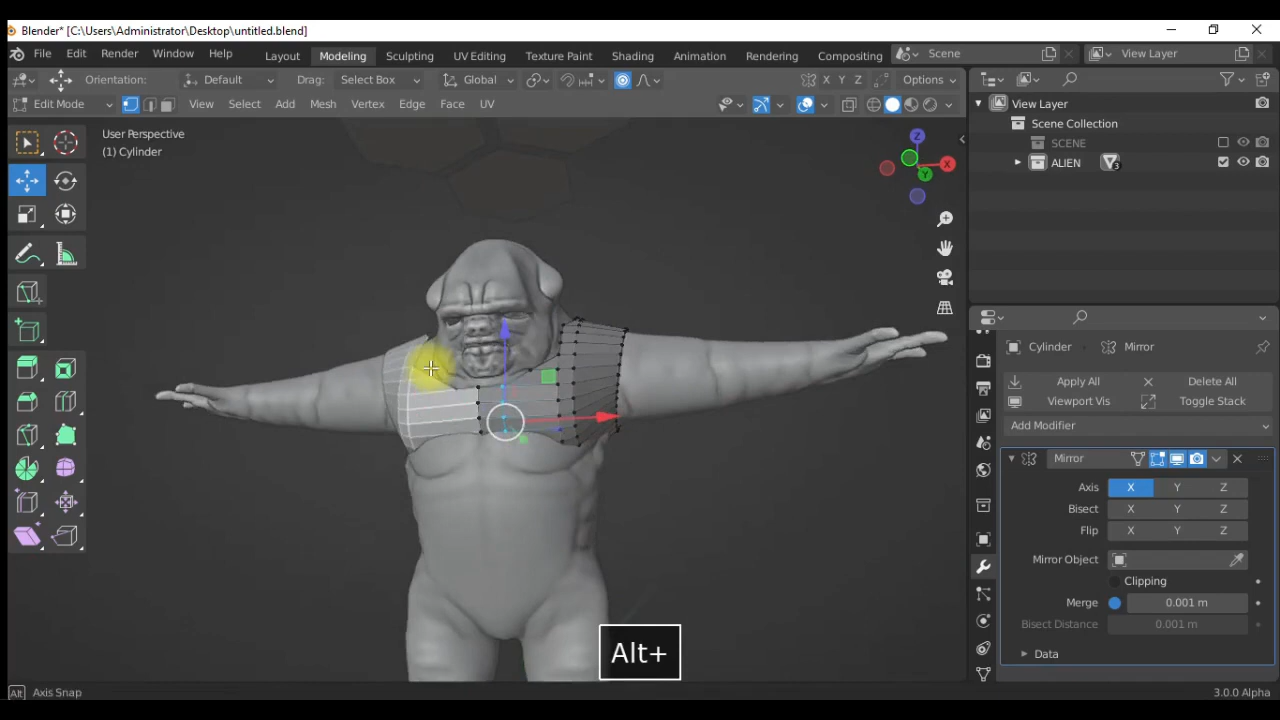 Blender* [C:\Users\Administrator\Desktop\untitled.blend]
File Edit Render Window Help Layout Modeling Sculpting UV Editing Texture Paint Shading Animation Rendering Compositing Scene View Layer
Orientation: Default Drag: Select Box Global X Y Z Options
Edit Mode View Select Add Mesh Vertex Edge Face UV
View Layer
Scene Collection
SCENE
ALIEN 3
User Perspective
(1) Cylinder
Z
X
Y
Cylinder Mirror
Apply All Delete All
Viewport Vis Toggle Stack
Add Modifier
Mirror
Axis X Y Z
Bisect X Y Z
Flip X Y Z
Mirror Object
Clipping
Merge 0.001 m
Bisect Distance 0.001 m
Data
Alt+
Alt Axis Snap
3.0.0 Alpha